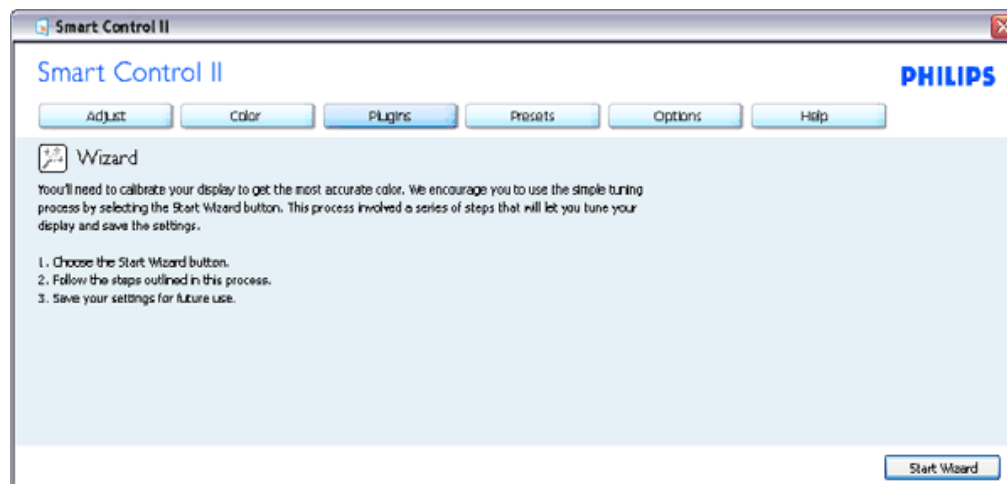 Smart Control II
Smart Control II
PHILIPS
Adjust Color Plugins Presets Options Help
Wizard
Yoou'll need to calibrate your display to get the most accurate color. We encourage you to use the simple tuning
process by selecting the Start Wizard button. This process involved a series of steps that will let you tune your
display and save the settings.
1. Choose the Start Wizard button.
2. Follow the steps outlined in this process.
3. Save your settings for future use.
Start Wizard